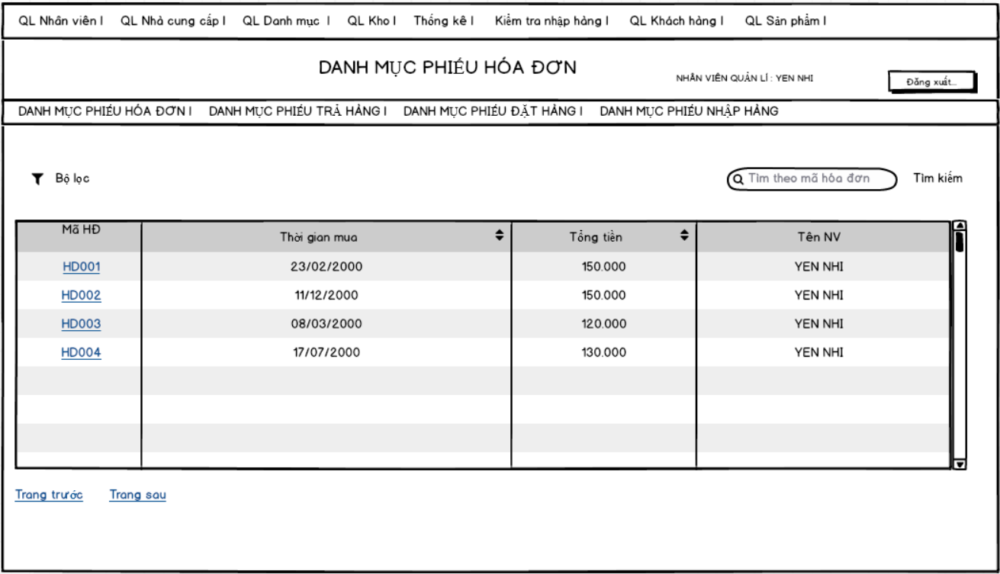 QL Nhân viên I QL Nhà cung cấp I QL Danh mục I QL Kho I Thống kê I Kiểm tra nhập hàng I QL Khách hàng I QL Sản phẩm I
DANH MỤC PHIẾU HÓA ĐƠN
NHÂN VIÊN QUẢN LÍ : YEN NHI
Đăng xuất...
DANH MỤC PHIẾU HÓA ĐƠN I DANH MỤC PHIẾU TRẢ HÀNG I DANH MỤC PHIẾU ĐẶT HÀNG I DANH MỤC PHIẾU NHẬP HÀNG
Bộ lọc Tìm theo mã hóa đơn Tìm kiếm
Mã HĐ Thời gian mua Tổng tiền Tên NV
HD001 23/02/2000 150.000 YEN NHI
HD002 11/12/2000 150.000 YEN NHI
HD003 08/03/2000 120.000 YEN NHI
HD004 17/07/2000 130.000 YEN NHI
Trang trước Trang sau